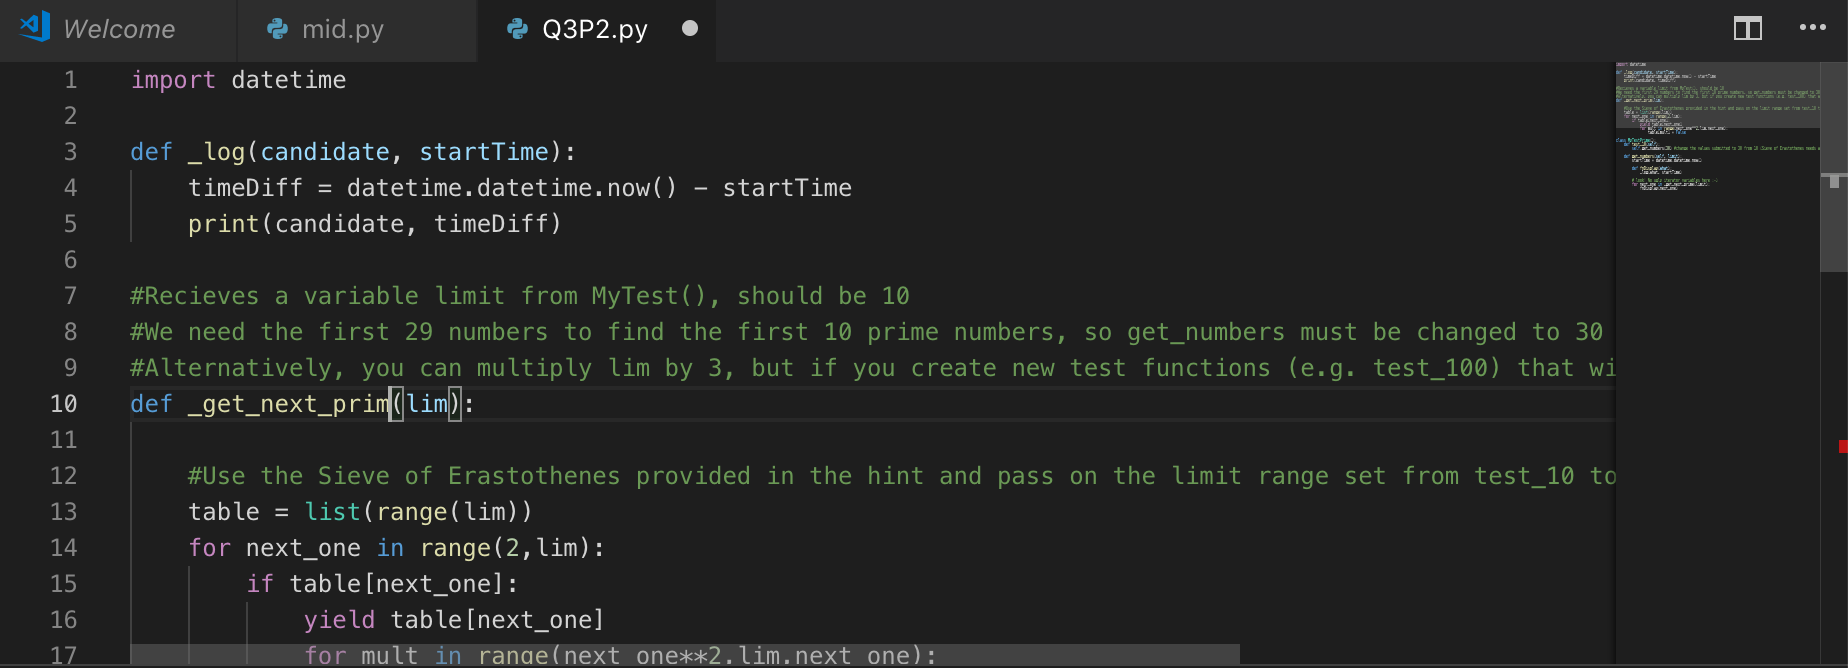 Welcome mid.py Q3P2.py
1 import datetime
2
3 def _log(candidate, startTime):
4 timeDiff = datetime.datetime.now() - startTime
5 print(candidate, timeDiff)
6
7 #Recieves a variable limit from MyTest(), should be 10
8 #We need the first 29 numbers to find the first 10 prime numbers, so get_numbers must be changed to 30
9 #Alternatively, you can multiply lim by 3, but if you create new test functions (e.g. test_100) that wi
10 def _get_next_prim(lim):
11
12 #Use the Sieve of Erastothenes provided in the hint and pass on the limit range set from test_10 to
13 table = list(range(lim))
14 for next_one in range(2,lim):
15 if table[next_one]:
16 yield table[next_one]
17 for mult in range(next_one**2,lim,next_one):